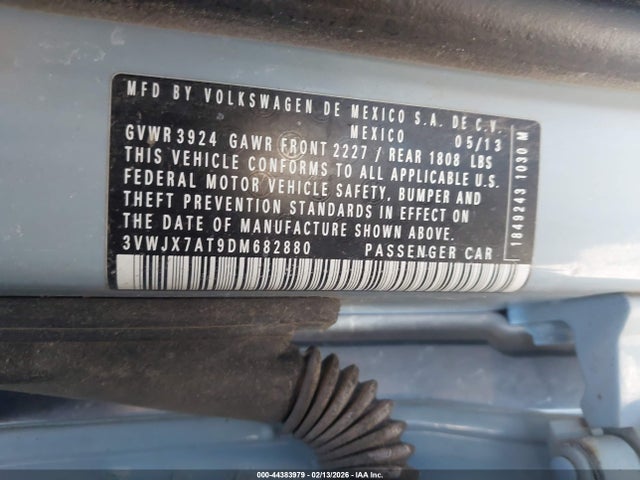 MFD BY VOLKSWAGEN DE MEXICO S.A. DE C.V.
MEXICO 05/13
GVWR 3924 GAWR FRONT 2227 / REAR 1808 LBS
THIS VEHICLE CONFORMS TO ALL APPLICABLE U.S.
FEDERAL MOTOR VEHICLE SAFETY, BUMPER AND
THEFT PREVENTION STANDARDS IN EFFECT ON
THE DATE OF MANUFACTURE SHOWN ABOVE.
3VWJX7AT9DM682880 PASSENGER CAR
1849243 1030 M
000-44383979 02/13/2026 - IAA Inc.